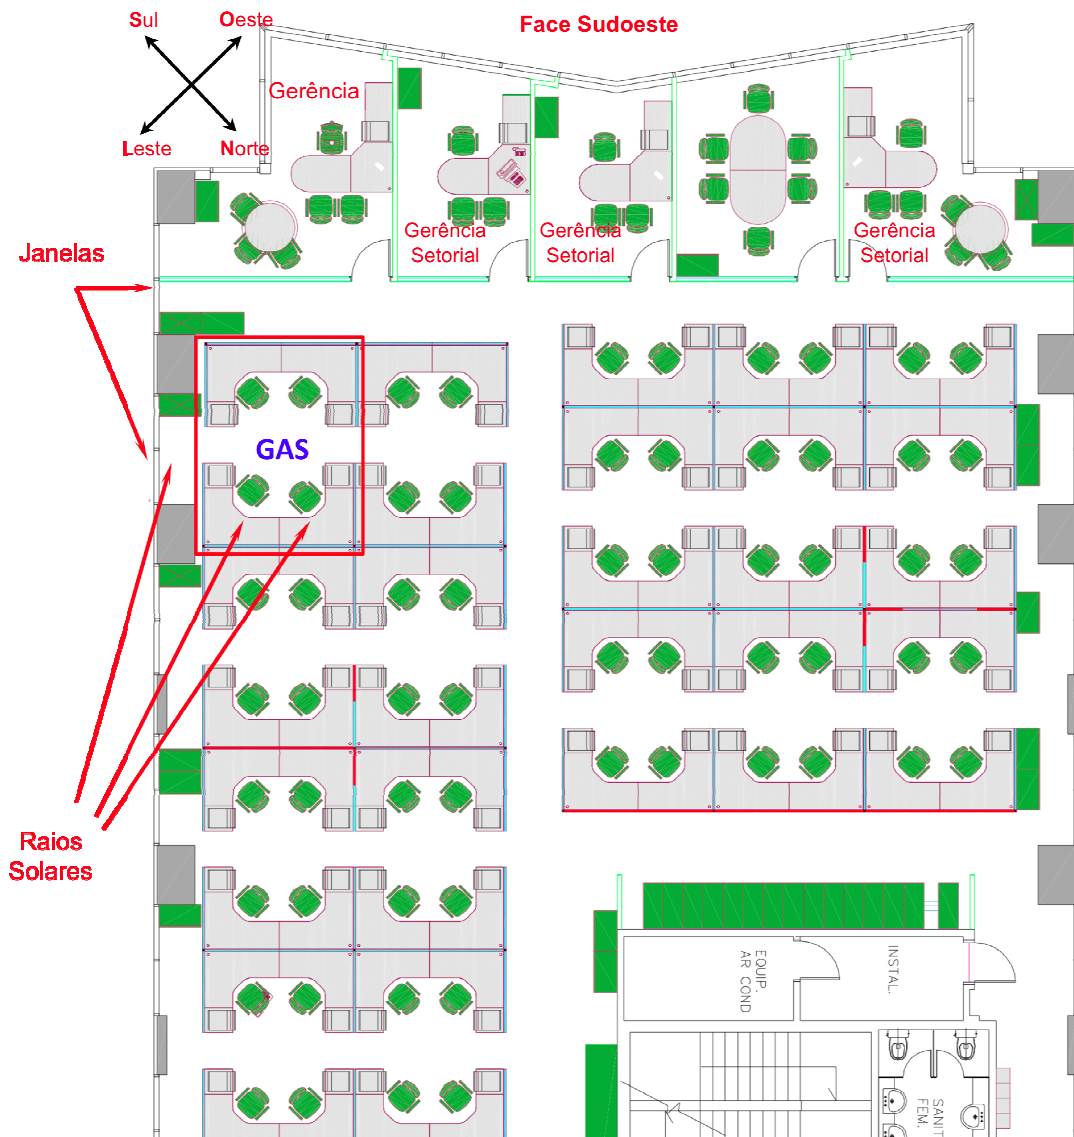 Sul
Oeste
Leste
Norte
Face Sudoeste
Gerência
Gerência
Setorial
Gerência
Setorial
Gerência
Setorial
Janelas
GAS
Raios
Solares
EQUIP.
AR COND
INSTAL.
SANIT
FEM.